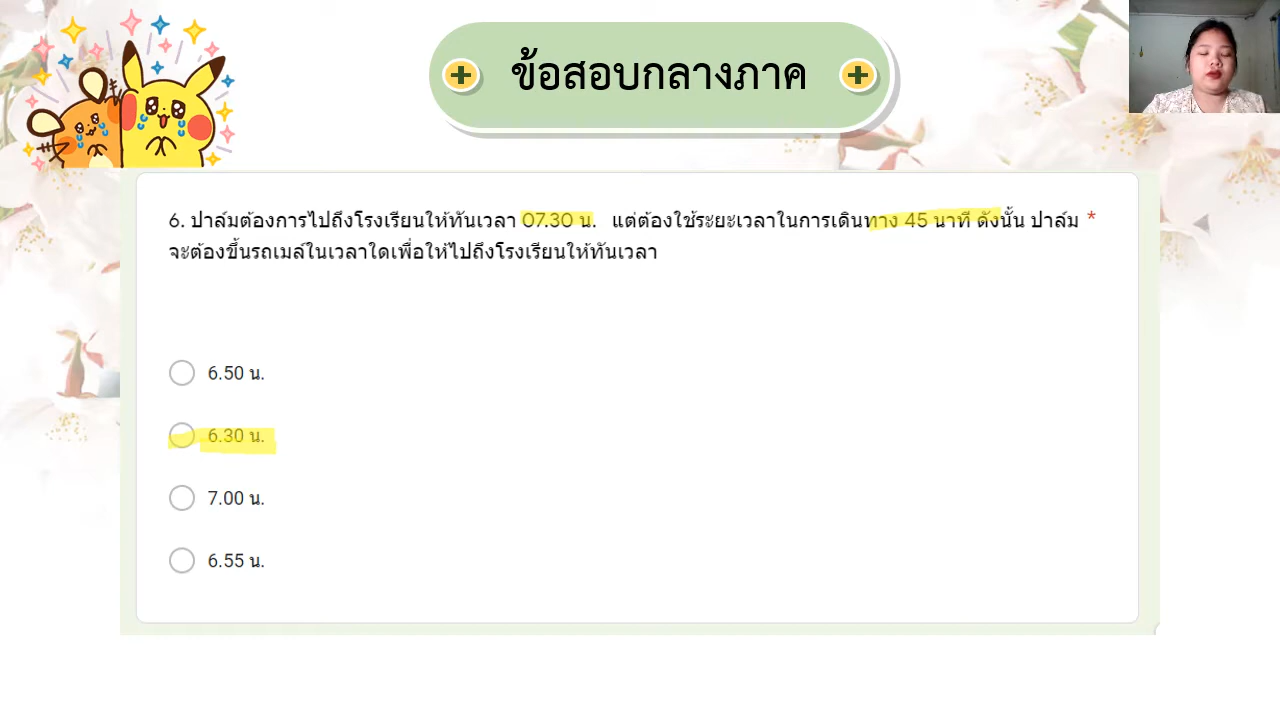 ข้อสอบกลางภาค
6. ปาล์มต้องการไปถึงโรงเรียนให้ทันเวลา 07.30 น. แต่ต้องใช้ระยะเวลาในการเดินทาง 45 นาที ดังนั้น ปาล์ม *
จะต้องขึ้นรถเมล์ในเวลาใดเพื่อให้ไปถึงโรงเรียนให้ทันเวลา
6.50 น.
6.30 น.
7.00 น.
6.55 น.